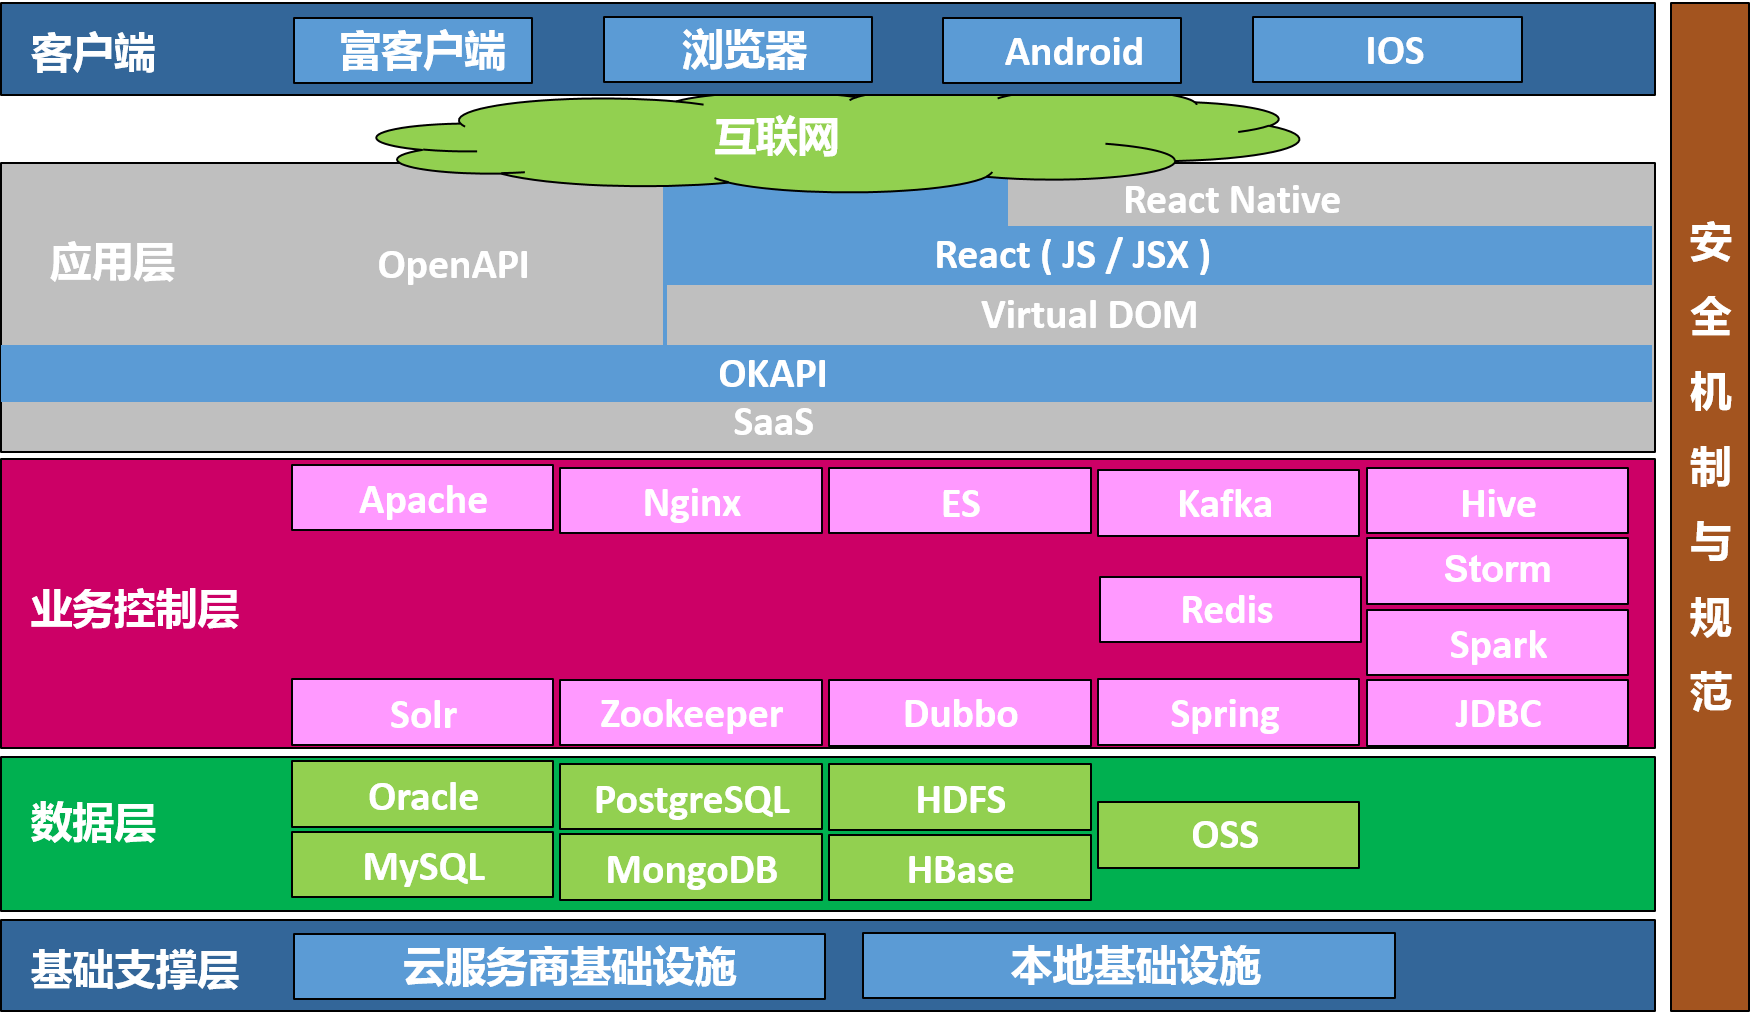 客户端
富客户端
浏览器
Android
IOS
互联网
应用层
OpenAPI
React Native
React ( JS / JSX )
Virtual DOM
OKAPI
SaaS
业务控制层
Apache
Nginx
ES
Kafka
Hive
Storm
Redis
Spark
Solr
Zookeeper
Dubbo
Spring
JDBC
数据层
Oracle
PostgreSQL
HDFS
OSS
MySQL
MongoDB
HBase
基础支撑层
云服务商基础设施
本地基础设施
安全机制与规范